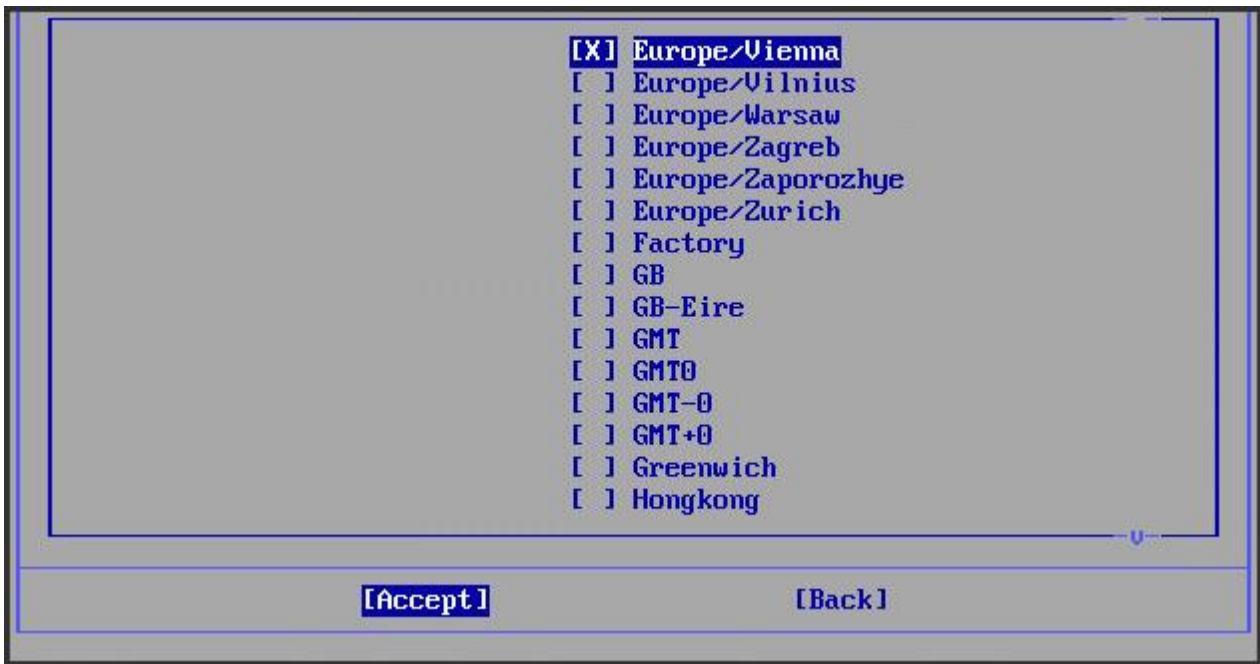 [X] Europe/Vienna
[ ] Europe/Vilnius
[ ] Europe/Warsaw
[ ] Europe/Zagreb
[ ] Europe/Zaporozhye
[ ] Europe/Zurich
[ ] Factory
[ ] GB
[ ] GB-Eire
[ ] GMT
[ ] GMT0
[ ] GMT-0
[ ] GMT+0
[ ] Greenwich
[ ] Hongkong
[Accept] [Back]